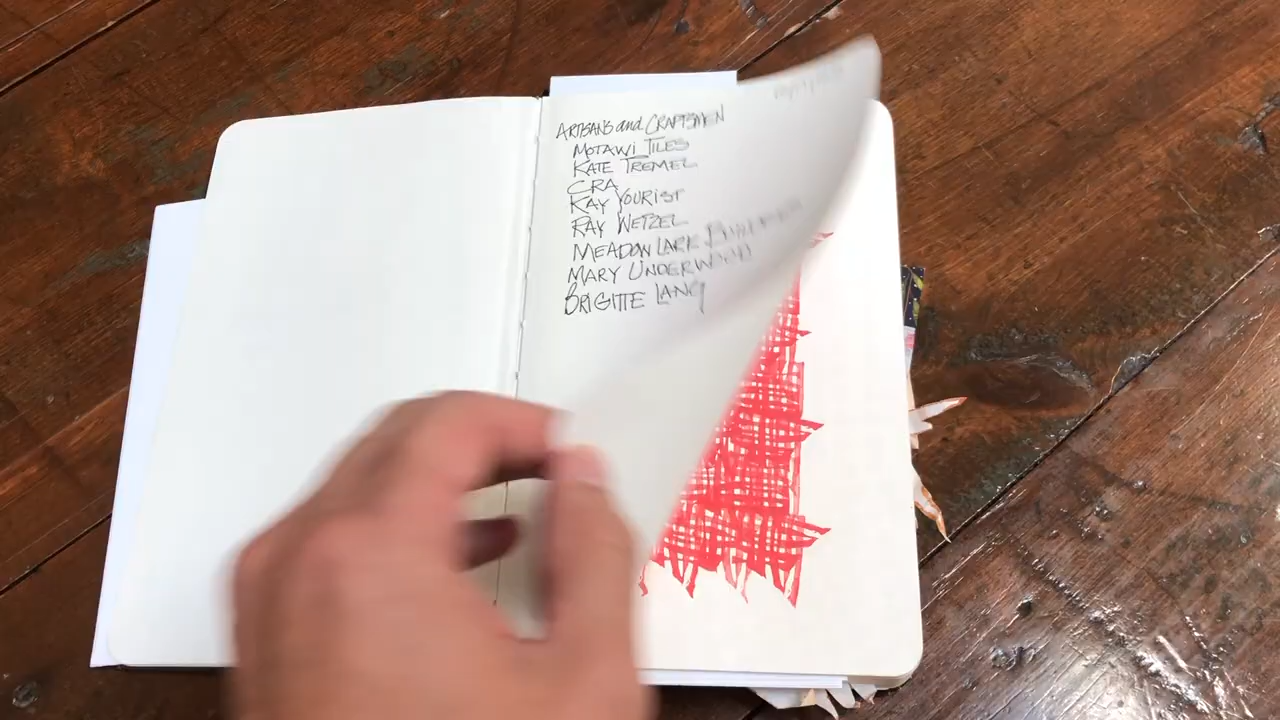 ARTISANS and CRAFTSMEN
MOTAWI TILES
KATE TREMEL
CRA
KAY YOURIST
RAY WETZEL
MEADOW LARK
MARY UNDERWOOD
BRIGITTE LANG